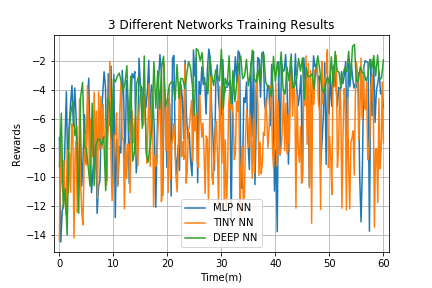 3 Different Networks Training Results
Rewards
−2
−4
−6
−8
−10
−12
−14
MLP NN
TINY NN
DEEP NN
0 10 20 30 40 50 60
Time(m)